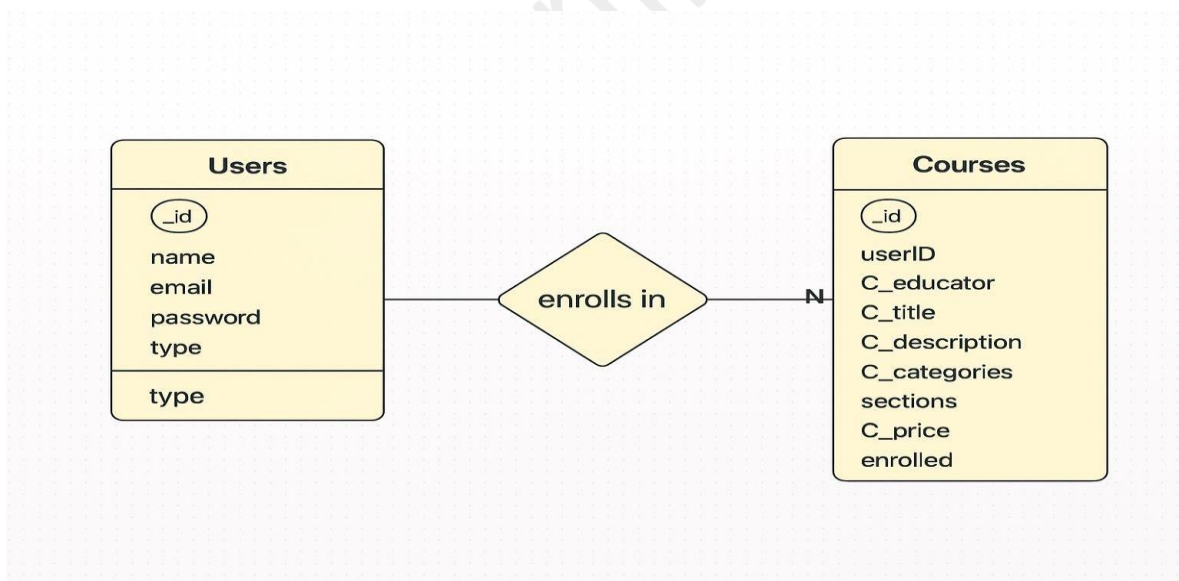 Users
_id
name
email
password
type
type
enrolls in
N
Courses
_id
userID
C_educator
C_title
C_description
C_categories
sections
C_price
enrolled